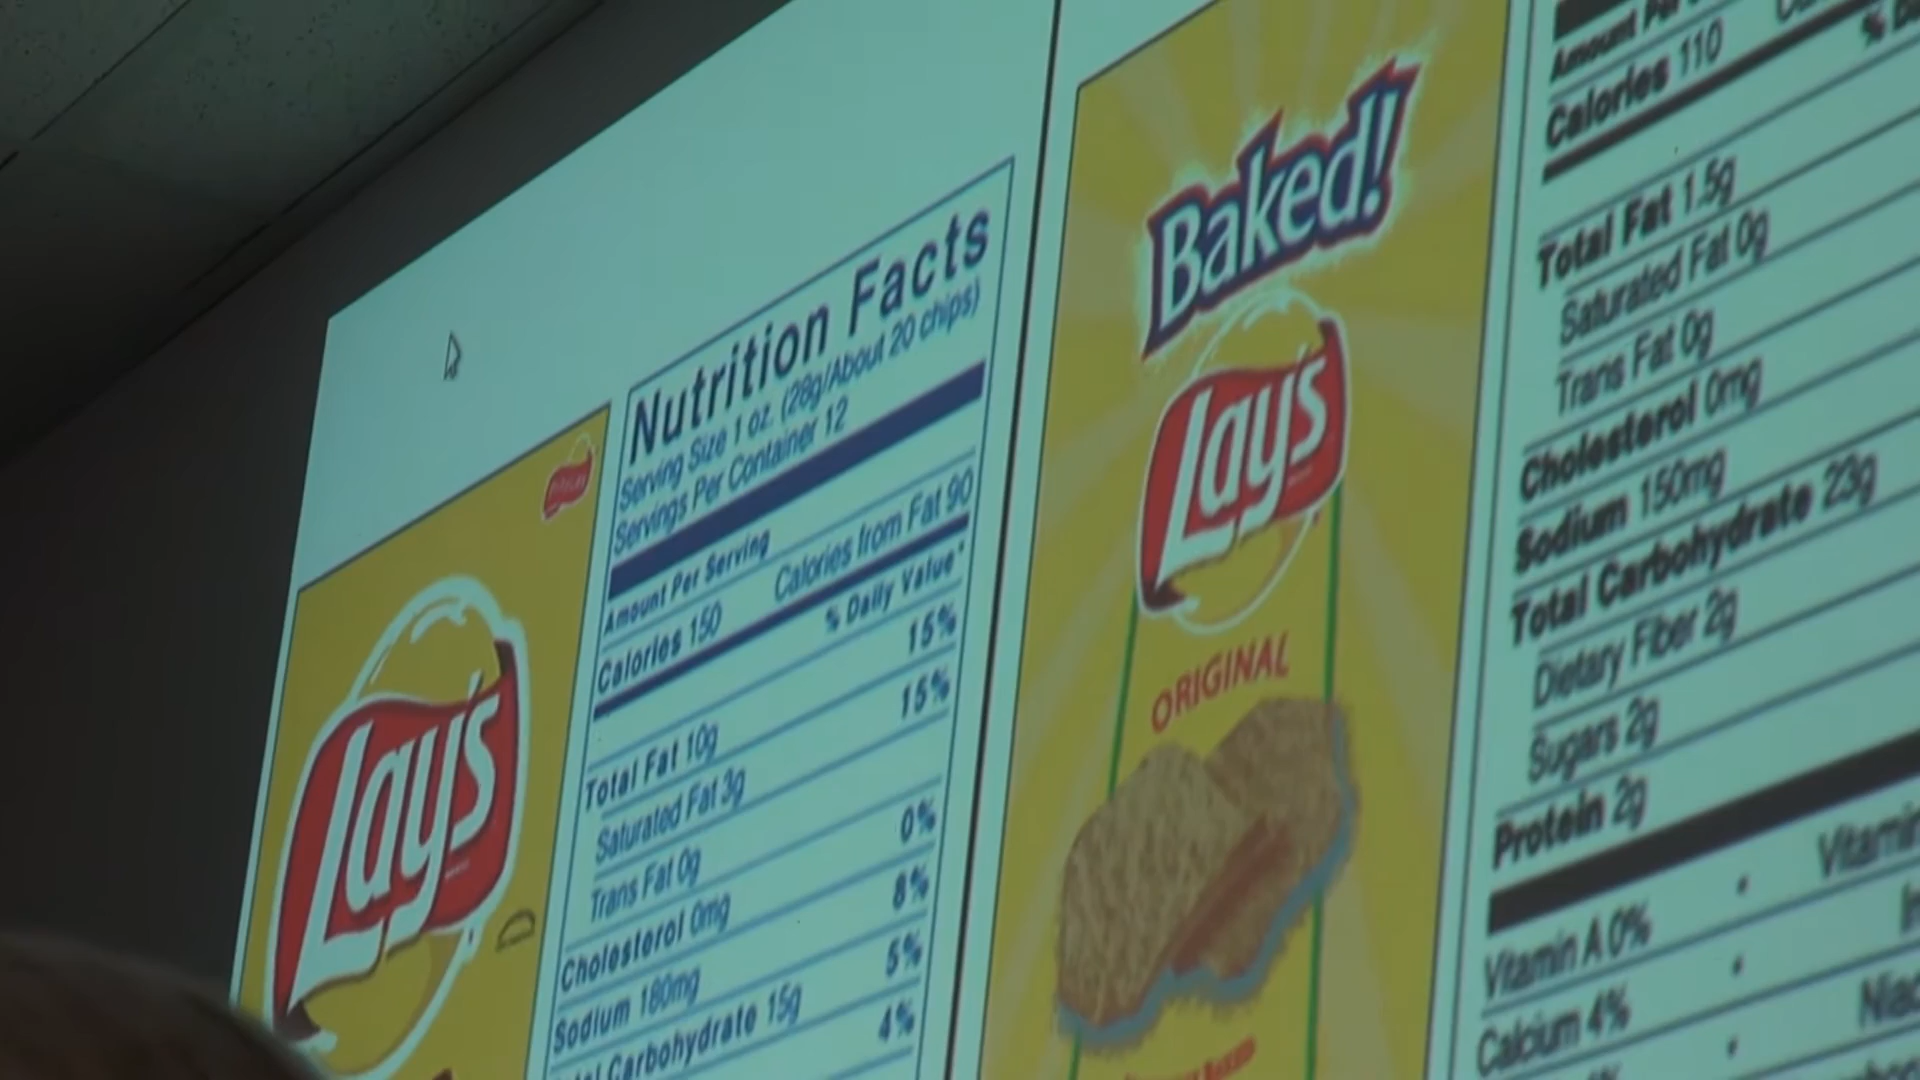 Nutrition Facts
Serving Size 1 oz. (28g/About 20 chips)
Servings Per Container 12
Amount Per Serving
Calories 150 Calories from Fat 90
% Daily Value*
Total Fat 10g 15%
Saturated Fat 3g 15%
Trans Fat 0g
Cholesterol 0mg 0%
Sodium 180mg 8%
Carbohydrate 15g 5%
4%
Lay's
Baked!
Lay's
ORIGINAL
Amount
Calories 110
Total Fat 1.5g
Saturated Fat 0g
Trans Fat 0g
Cholesterol 0mg
Sodium 150mg
Total Carbohydrate 23g
Dietary Fiber 2g
Sugars 2g
Protein 2g
Vitamin A 0% • Vitamin
Calcium 4% •
•